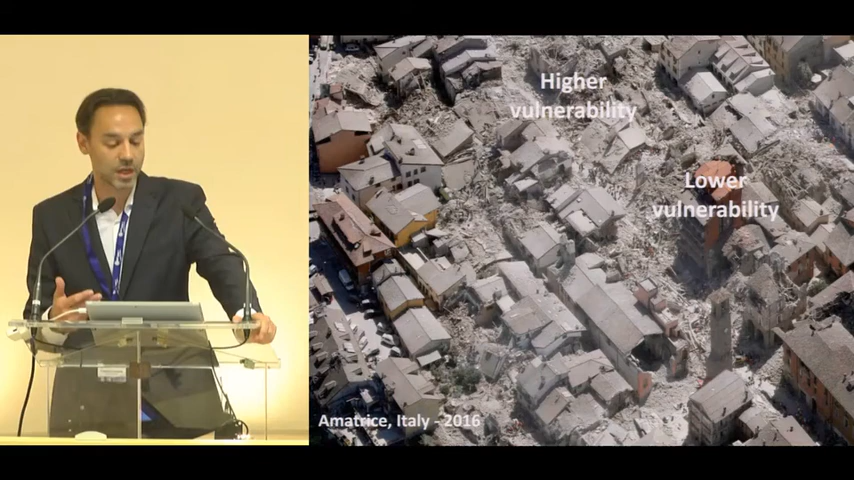 Higher
vulnerability
Lower
vulnerability
Amatrice, Italy - 2016